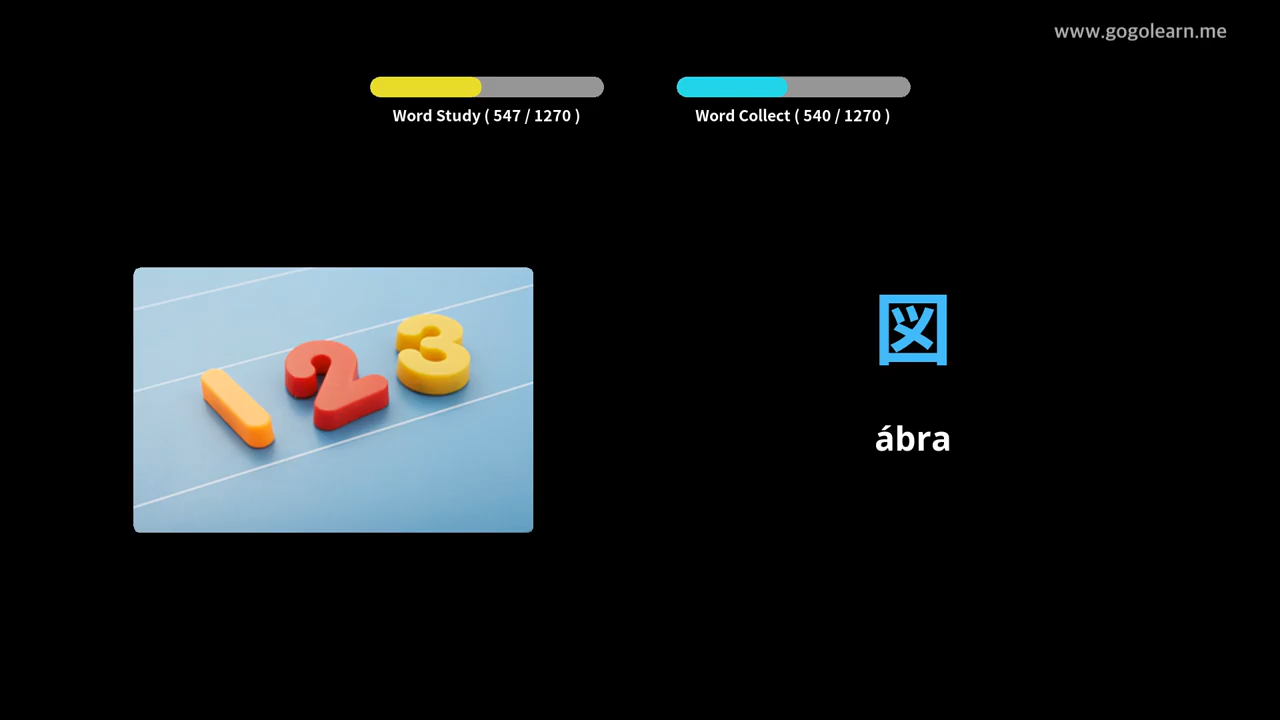 www.gogolearn.me
Word Study ( 547 / 1270 )
Word Collect ( 540 / 1270 )
1 2 3
図
ábra